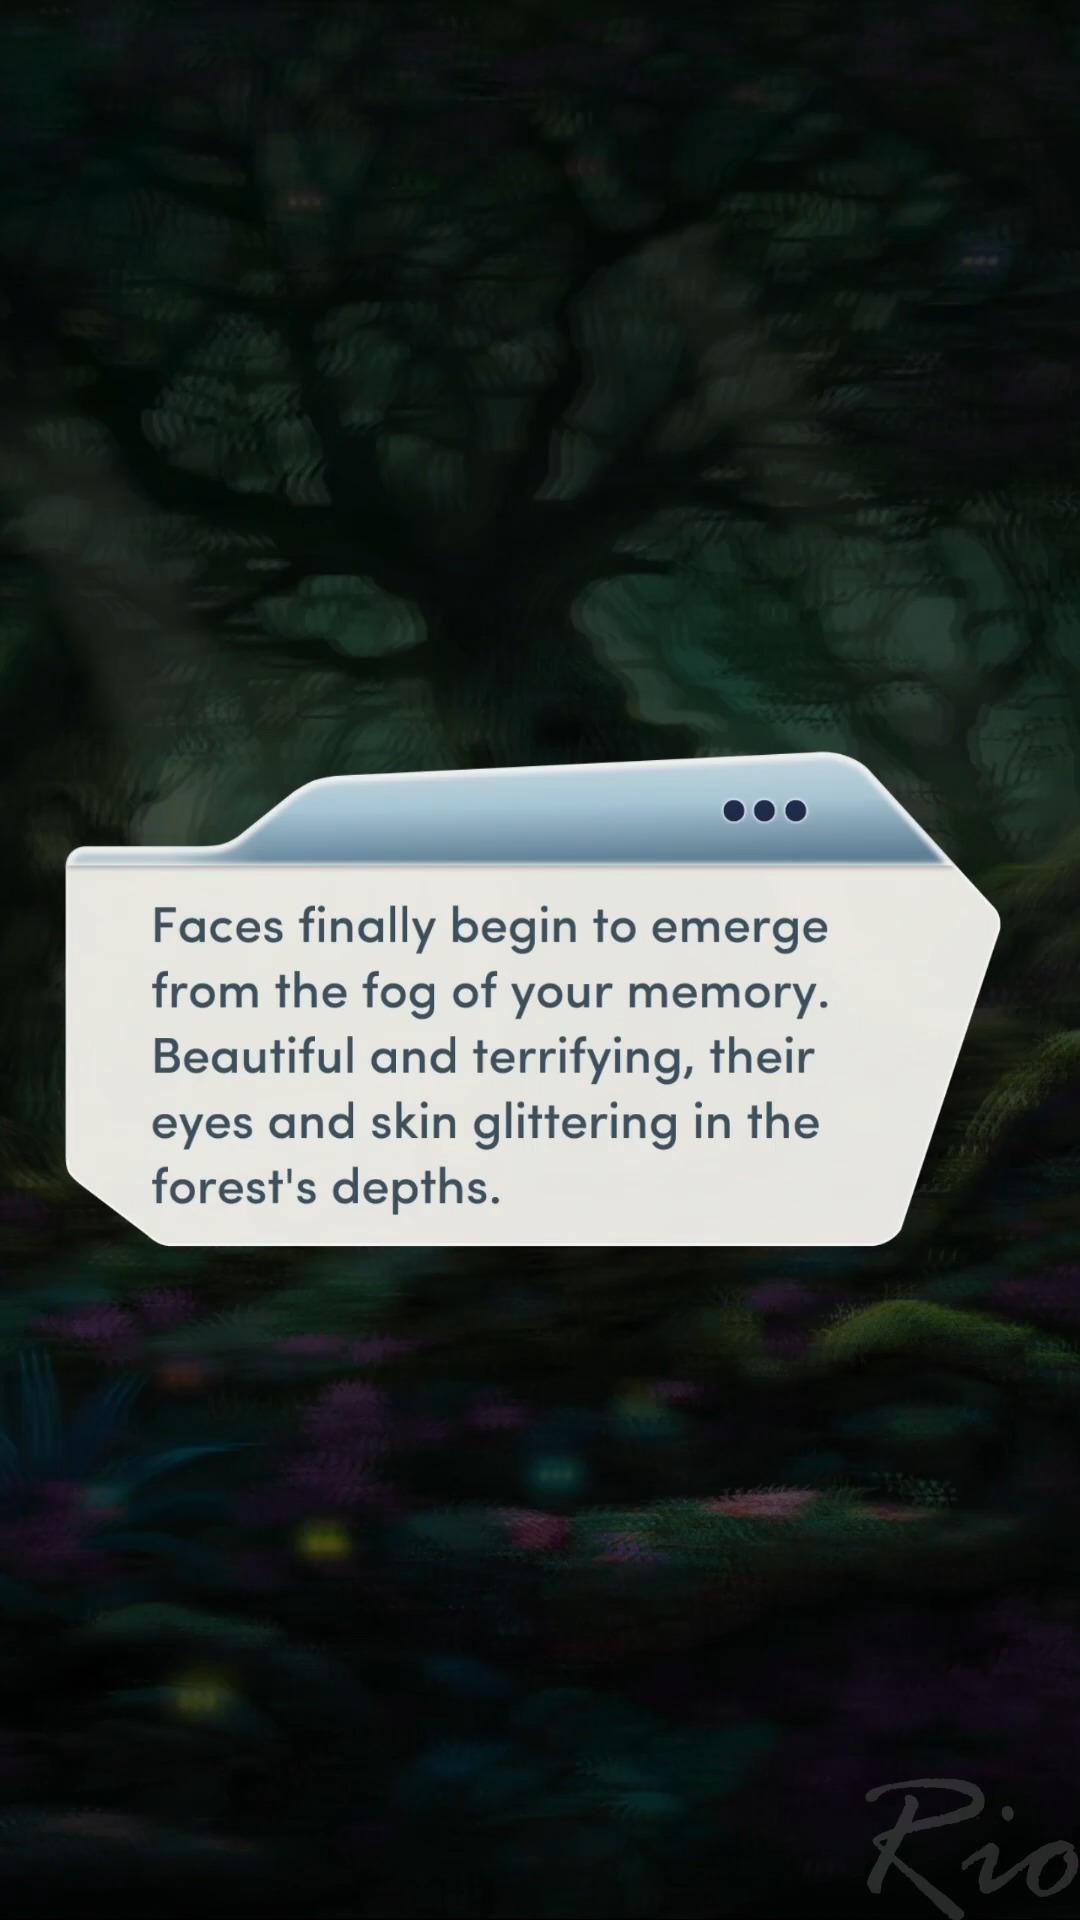 Faces finally begin to emerge
from the fog of your memory.
Beautiful and terrifying, their
eyes and skin glittering in the
forest's depths.
Rio